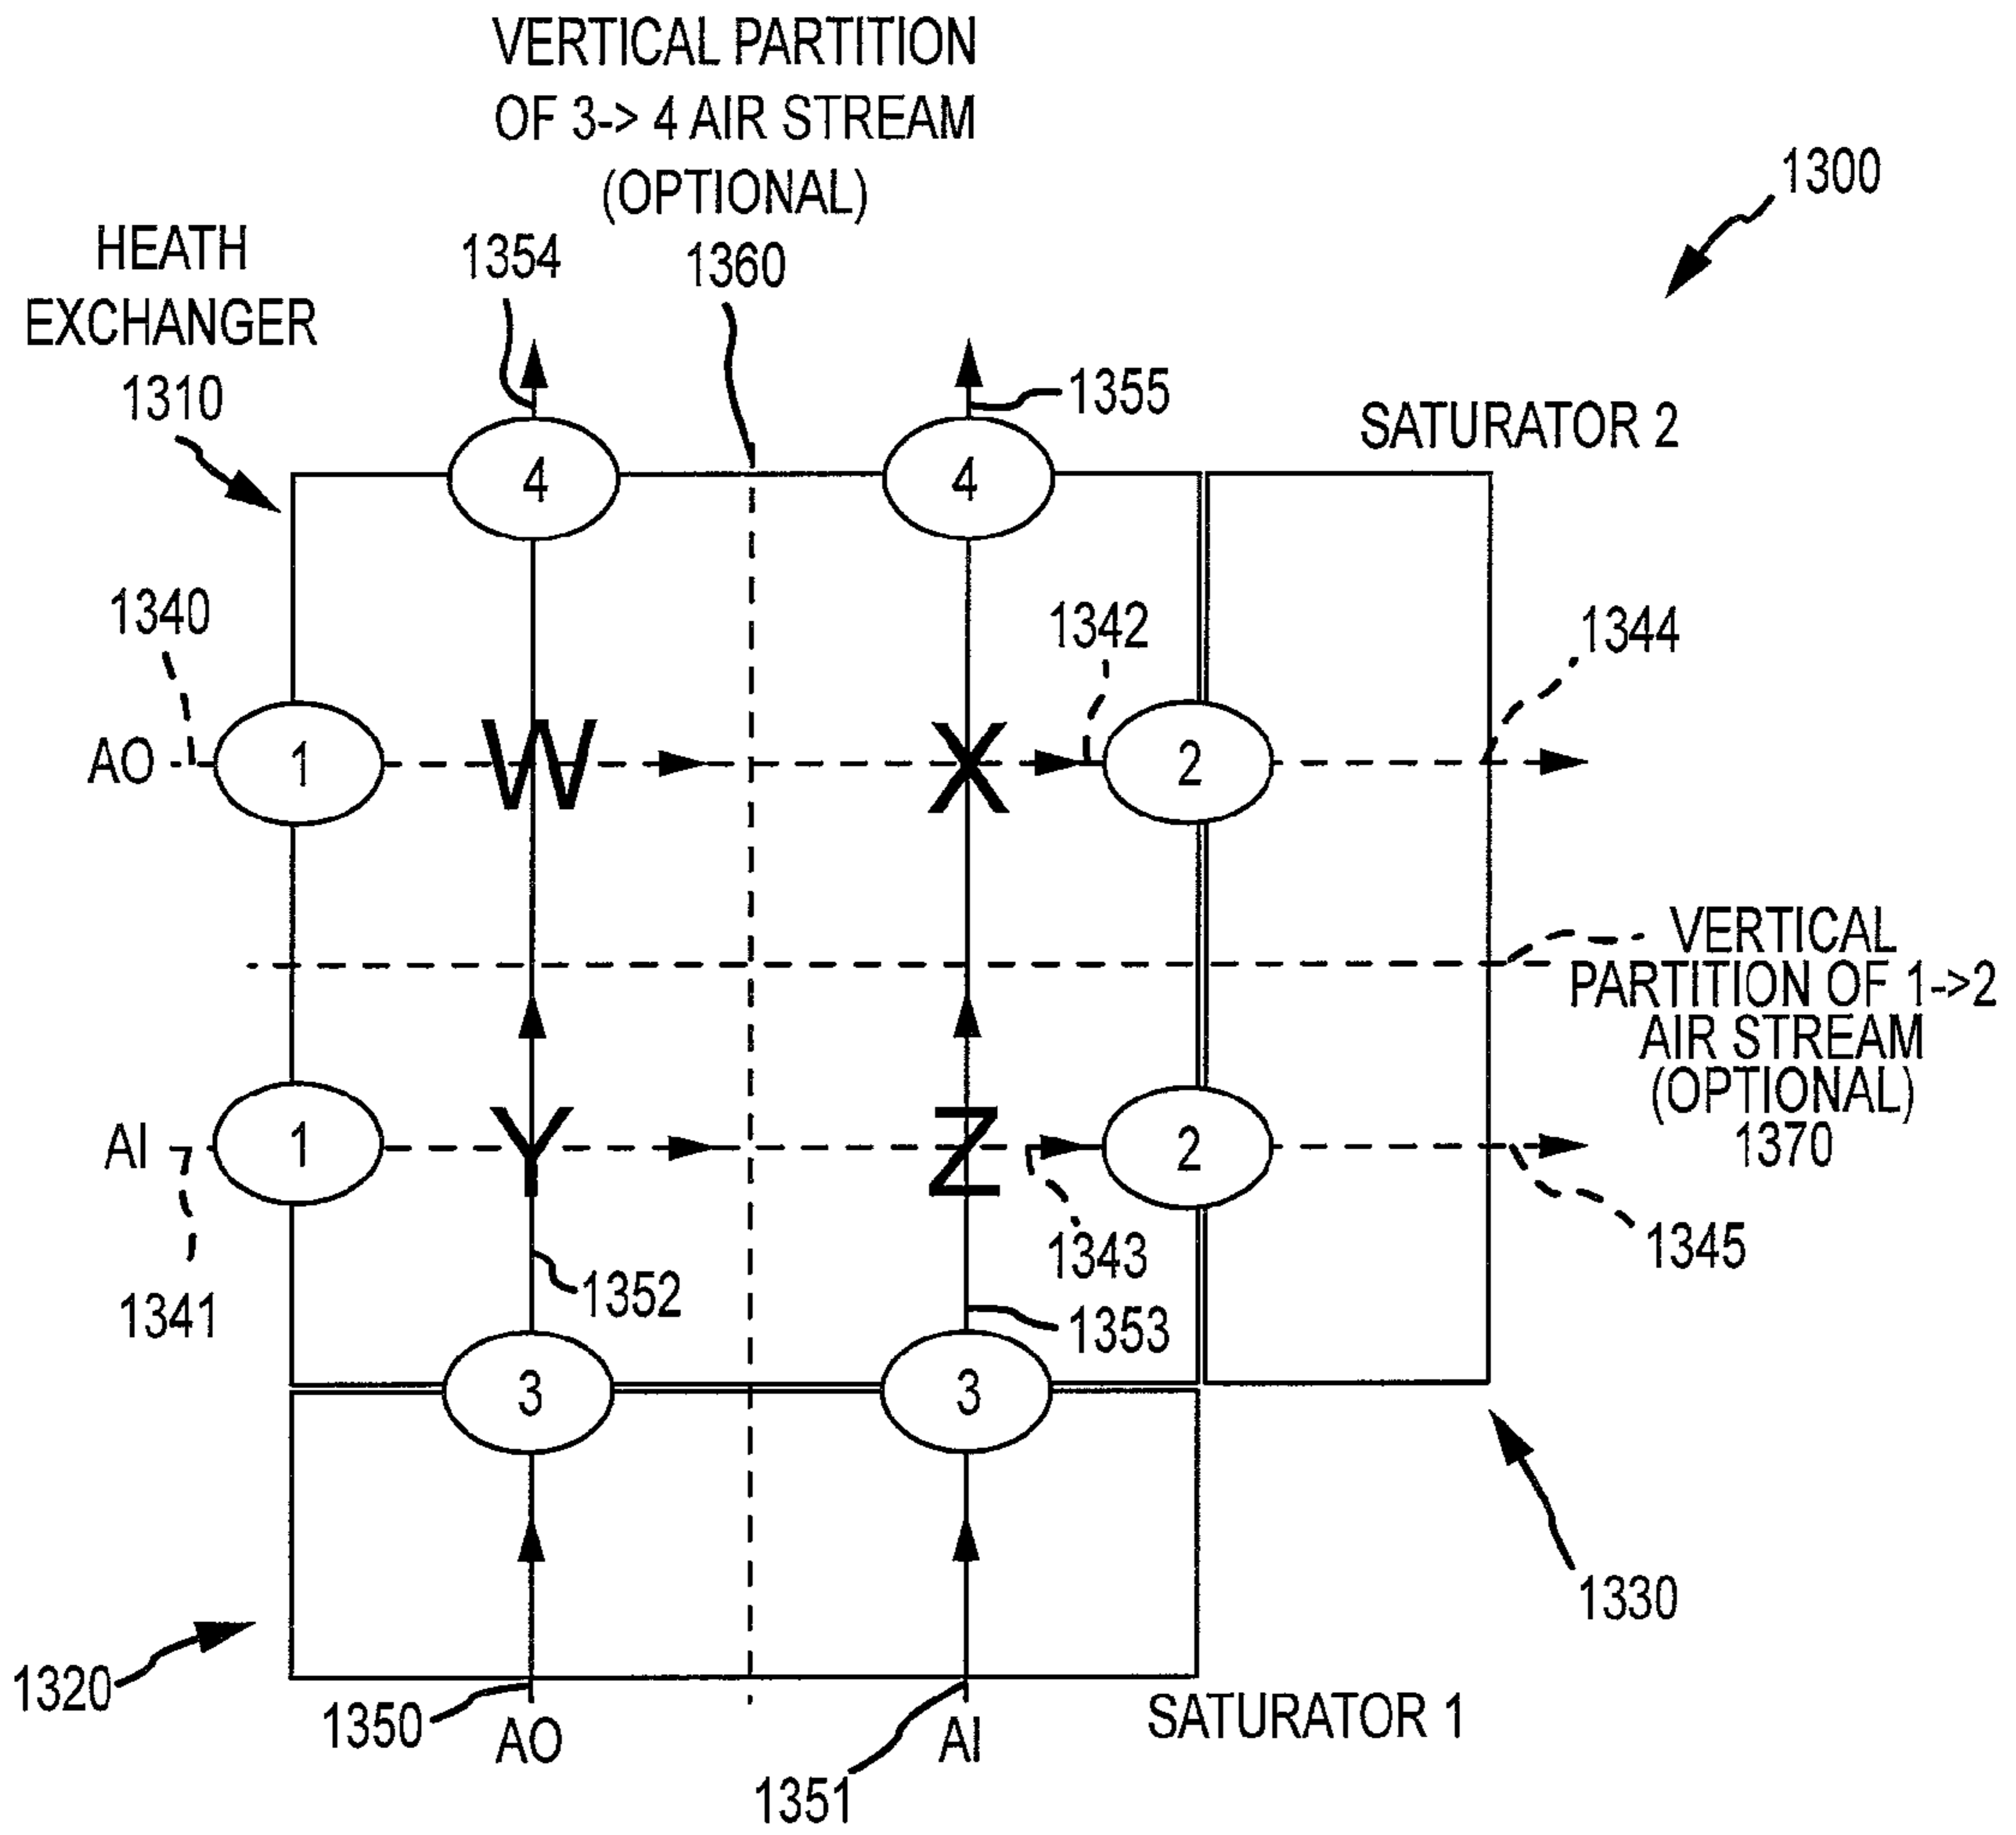 VERTICAL PARTITION
OF 3-> 4 AIR STREAM
(OPTIONAL)
1360
1300
HEATH
EXCHANGER
1310
1354
1355
SATURATOR 2
4
4
1340
1342
1344
AO
1
W
X
2
VERTICAL
PARTITION OF 1->2
AIR STREAM
(OPTIONAL)
1370
AI
1
Y
Z
2
1341
1352
1343
1353
1345
3
3
1330
1320
1350
AO
1351
AI
SATURATOR 1